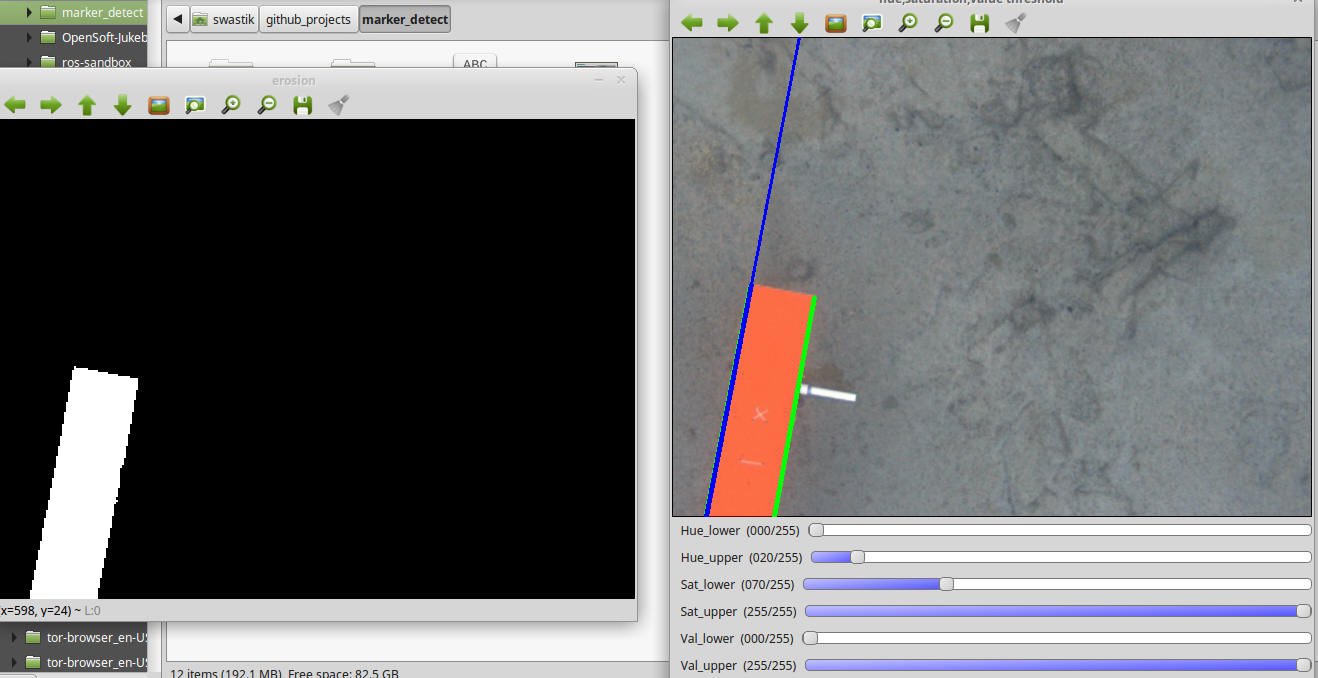 marker_detect
OpenSoft-Jukeb
ros-sandbox
swastik
github_projects
marker_detect
ABC
erosion
x=598, y=24) ~ L:0
tor-browser_en-US
tor-browser_en-US
12 items (192.1 MB), Free space: 82.5 GB
hue,saturation,value threshold
Hue_lower (000/255)
Hue_upper (020/255)
Sat_lower (070/255)
Sat_upper (255/255)
Val_lower (000/255)
Val_upper (255/255)